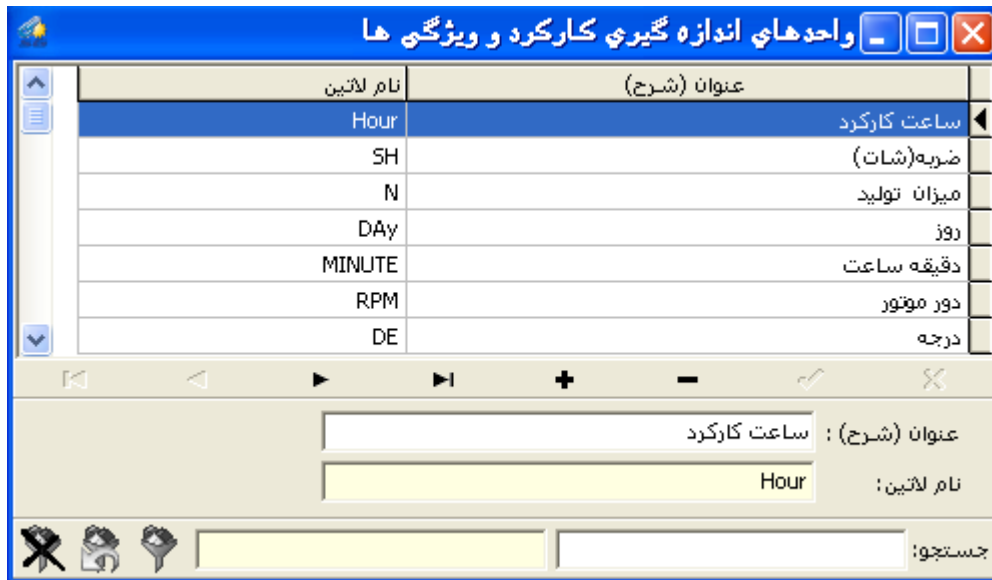 واحدهاي اندازه گيري كاركرد و ويژگي ها
عنوان (شرح) نام لاتين
ساعت كاركرد Hour
ضربه(شات) SH
ميزان توليد N
روز DAy
دقيقه ساعت MINUTE
دور موتور RPM
درجه DE
عنوان (شرح) : ساعت كاركرد
نام لاتين: Hour
جستجو: